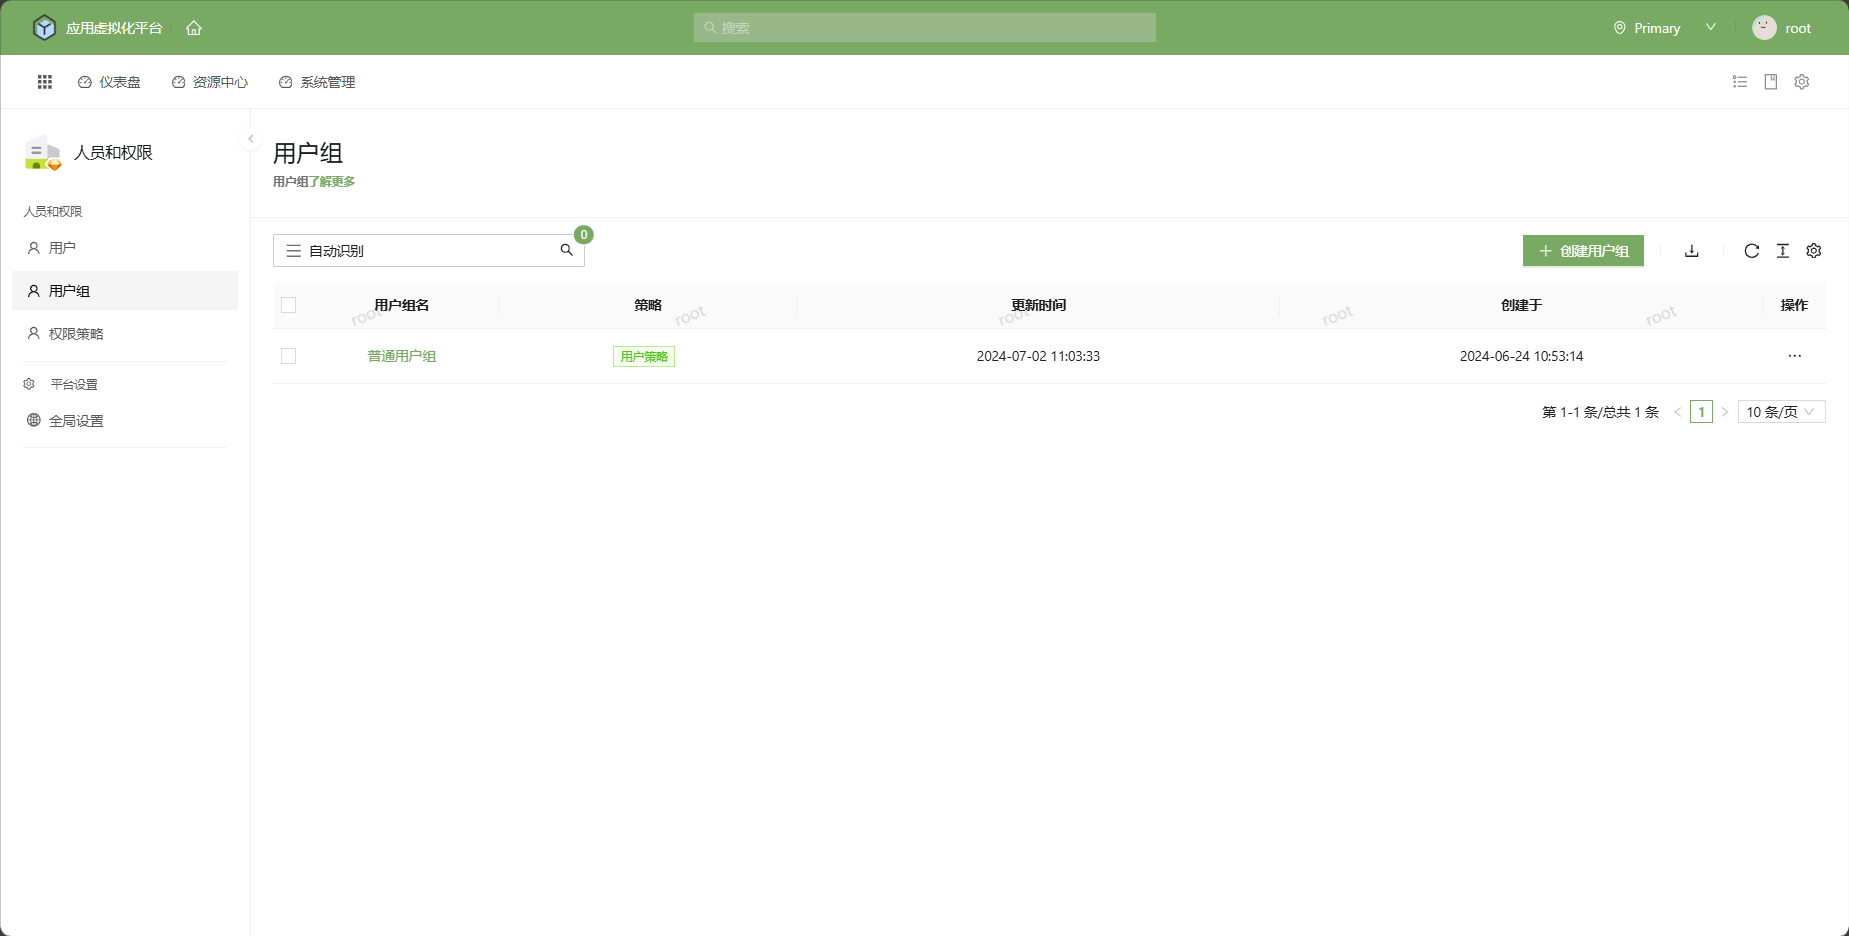 应用虚拟化平台
搜索
Primary
root
仪表盘
资源中心
系统管理
人员和权限
人员和权限
用户
用户组
权限策略
平台设置
全局设置
用户组
用户组了解更多
自动识别
0
创建用户组
用户组名
策略
更新时间
创建于
操作
root
root
root
root
root
普通用户组
用户策略
2024-07-02 11:03:33
2024-06-24 10:53:14
第 1-1 条/总共 1 条
1
10 条/页